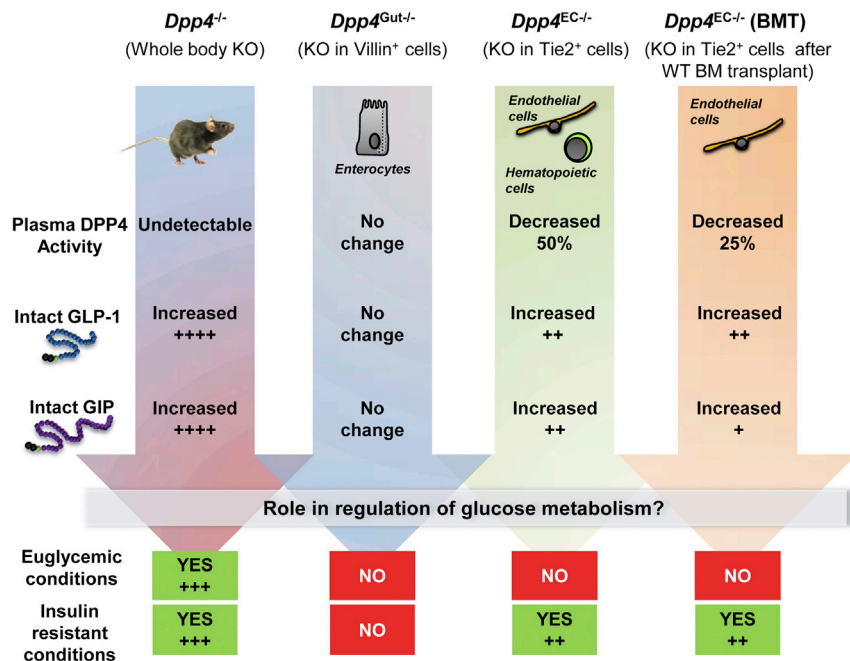 Dpp4-/- Dpp4Gut-/- Dpp4EC-/- Dpp4EC-/- (BMT)
(Whole body KO) (KO in Villin+ cells) (KO in Tie2+ cells) (KO in Tie2+ cells after
WT BM transplant)
Endothelial
cells
Hematopoietic
cells
Endothelial
cells
Enterocytes
Plasma DPP4
Activity
Undetectable
No
change
Decreased
50%
Decreased
25%
Intact GLP-1
Increased
++++
No
change
Increased
++
Increased
++
Intact GIP
Increased
++++
No
change
Increased
++
Increased
+
Role in regulation of glucose metabolism?
Euglycemic
conditions
YES
+++
NO
NO
NO
Insulin
resistant
conditions
YES
+++
NO
YES
++
YES
++